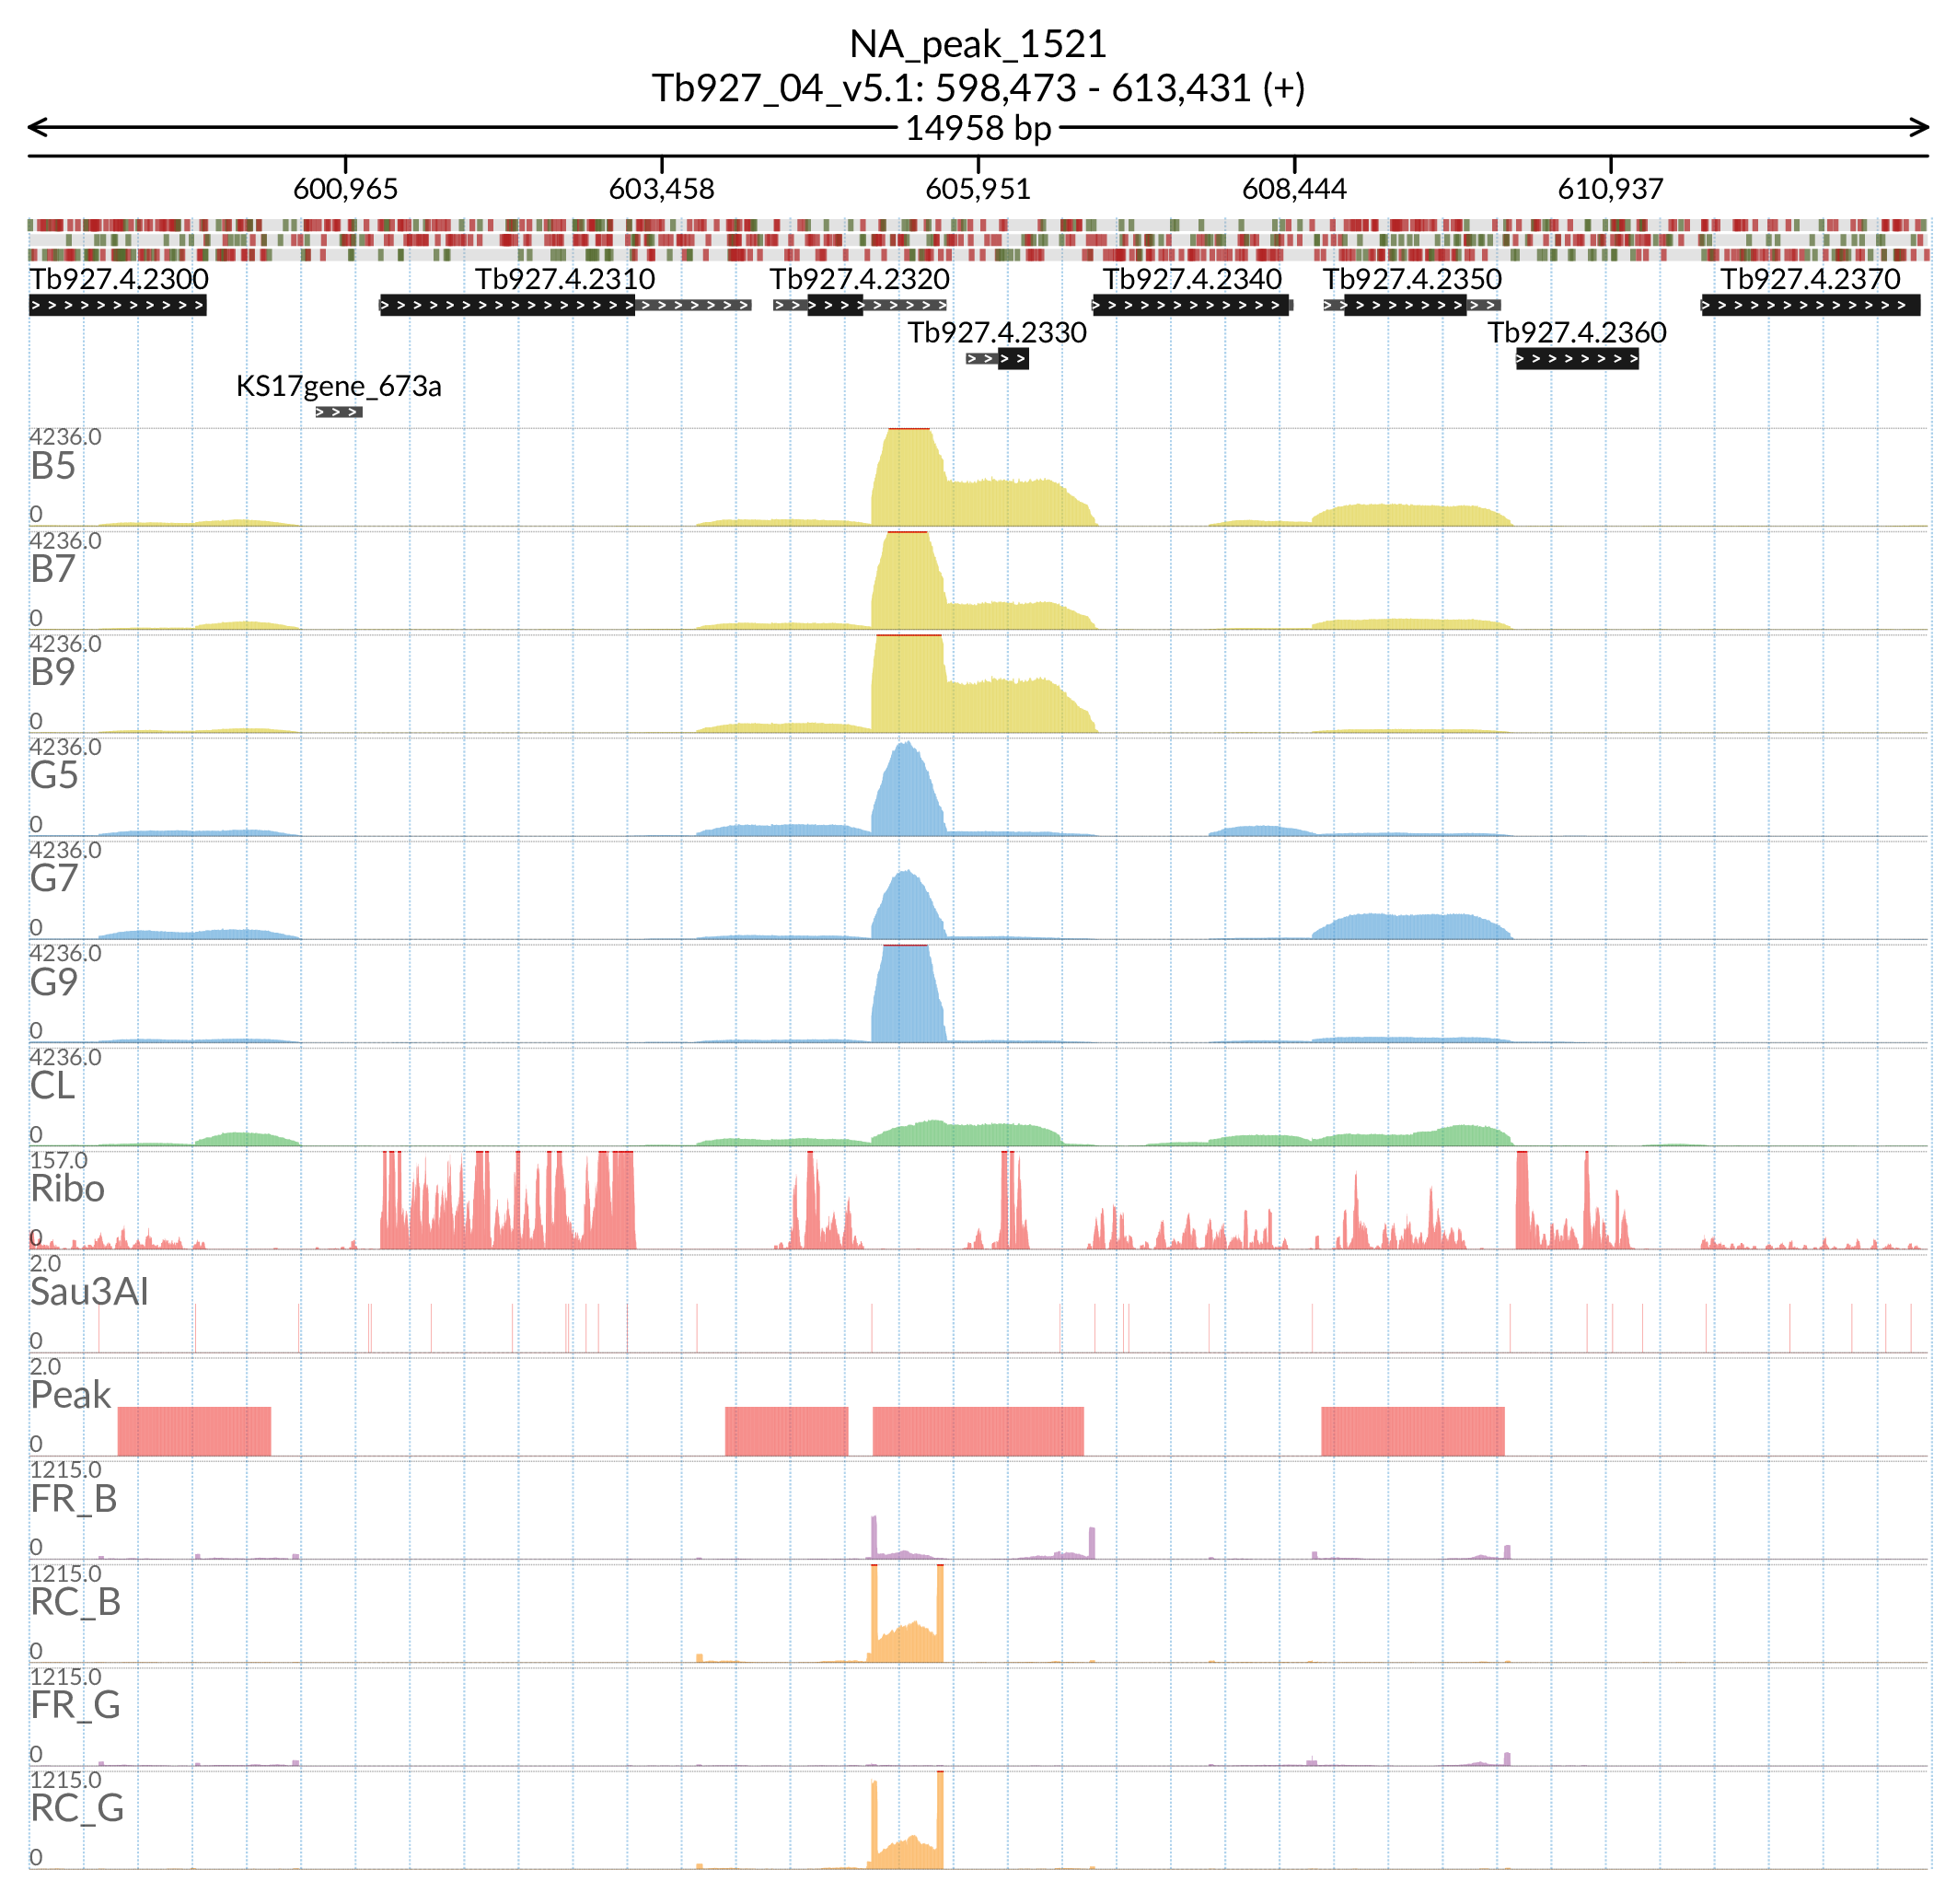 NA_peak_1521
Tb927_04_v5.1: 598,473 - 613,431 (+)
14958 bp
600,965 603,458 605,951 608,444 610,937
Tb927.4.2300 Tb927.4.2310 Tb927.4.2320 Tb927.4.2340 Tb927.4.2350 Tb927.4.2370
Tb927.4.2330 Tb927.4.2360
KS17gene_673a
4236.0
B5
0
4236.0
B7
0
4236.0
B9
0
4236.0
G5
0
4236.0
G7
0
4236.0
G9
0
4236.0
CL
0
157.0
Ribo
0
2.0
Sau3AI
0
2.0
Peak
0
1215.0
FR_B
0
1215.0
RC_B
0
1215.0
FR_G
0
1215.0
RC_G
0